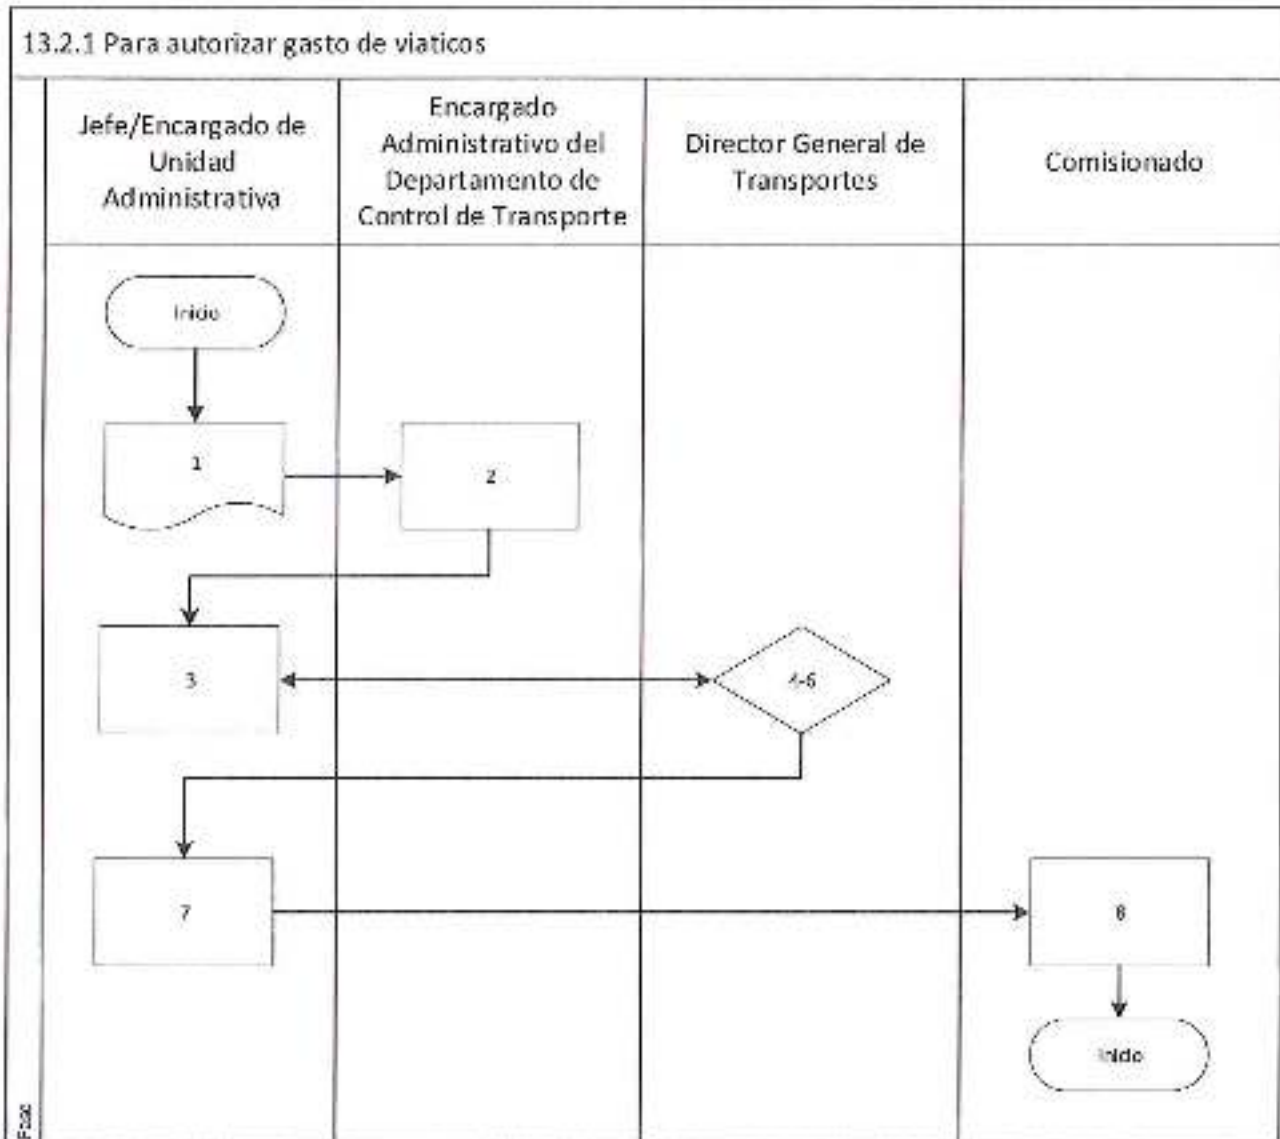 13.2.1 Para autorizar gasto de viaticos
Jefe/Encargado de
Unidad
Administrativa
Encargado
Administrativo del
Departamento de
Control de Transporte
Director General de
Transportes
Comisionado
Inicio
1
2
3
4-6
7
8
Inicio
Fase